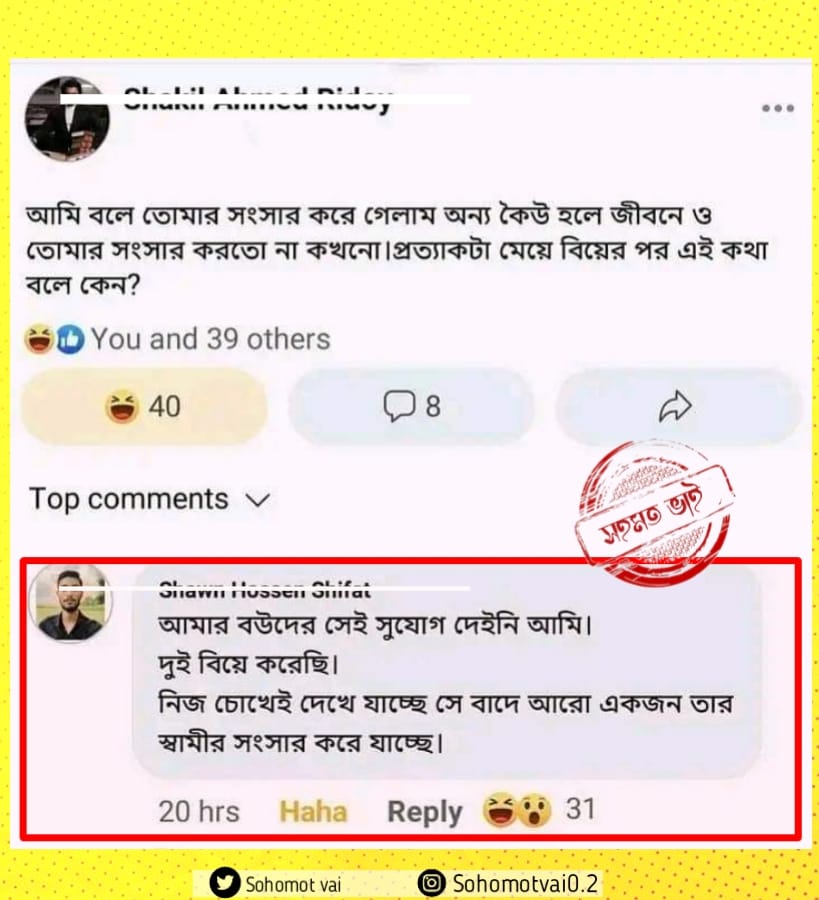 Shakil Ahmed Ridoy
আমি বলে তোমার সংসার করে গেলাম অন্য কৈউ হলে জীবনে ও
তোমার সংসার করতো না কখনো।প্রত্যাকটা মেয়ে বিয়ের পর এই কথা
বলে কেন?
You and 39 others
40
8
Top comments
সহমত ভাই
Shawn Hossen Shifat
আমার বউদের সেই সুযোগ দেইনি আমি।
দুই বিয়ে করেছি।
নিজ চোখেই দেখে যাচ্ছে সে বাদে আরো একজন তার
স্বামীর সংসার করে যাচ্ছে।
20 hrs Haha Reply 31
Sohomot vai Sohomotvai0.2